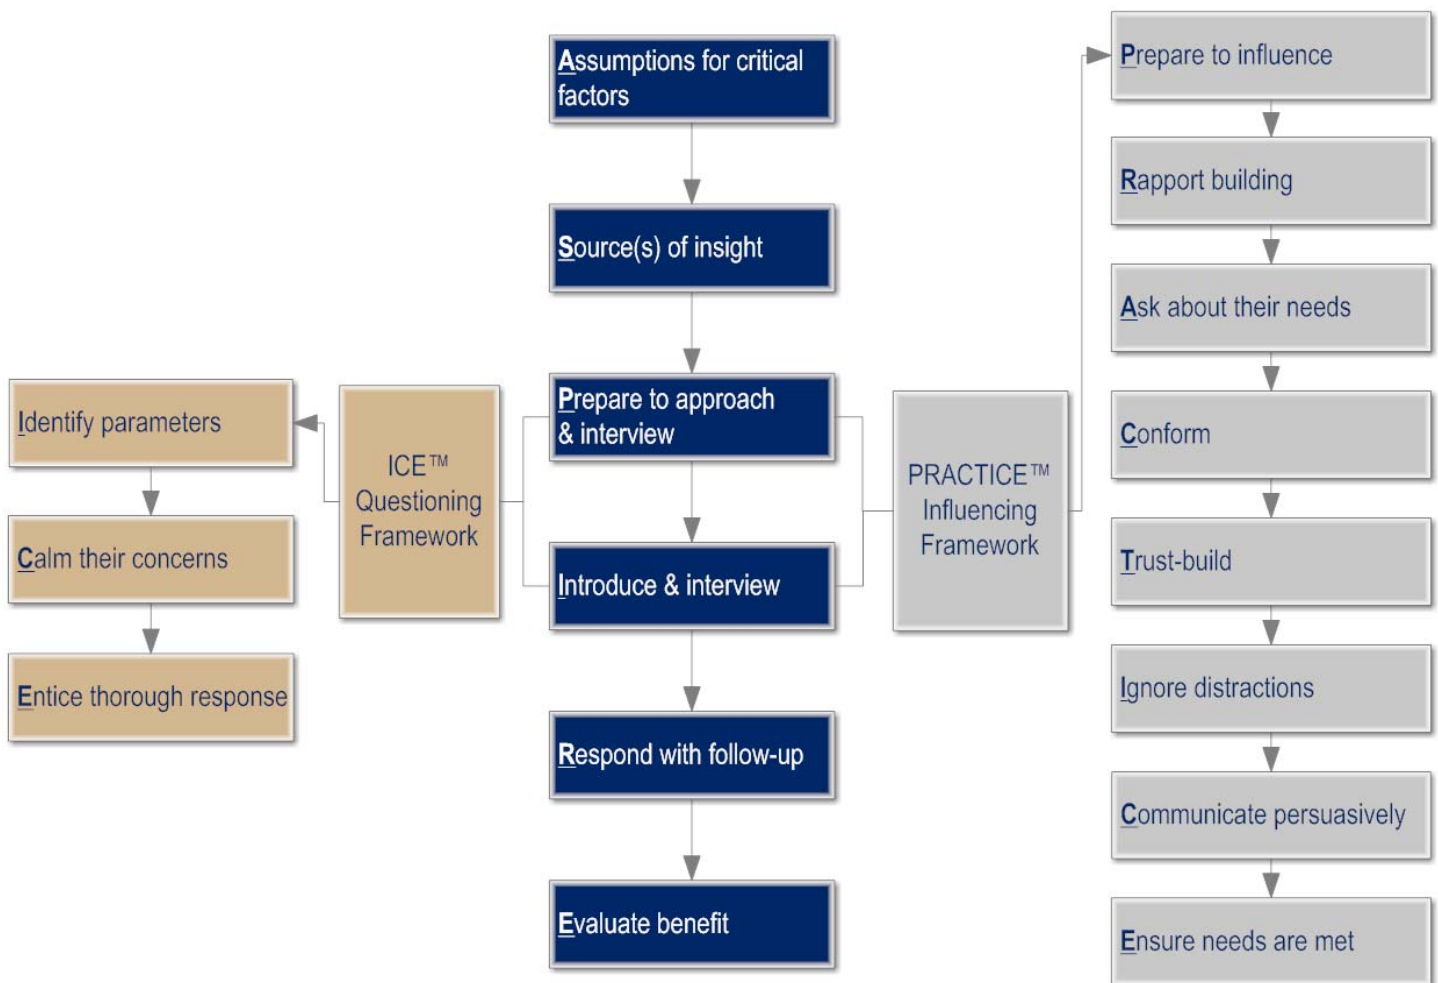 Assumptions for critical
factors
Source(s) of insight
Prepare to approach
& interview
Introduce & interview
Respond with follow-up
Evaluate benefit
ICE™
Questioning
Framework
Identify parameters
Calm their concerns
Entice thorough response
PRACTICE™
Influencing
Framework
Prepare to influence
Rapport building
Ask about their needs
Conform
Trust-build
Ignore distractions
Communicate persuasively
Ensure needs are met